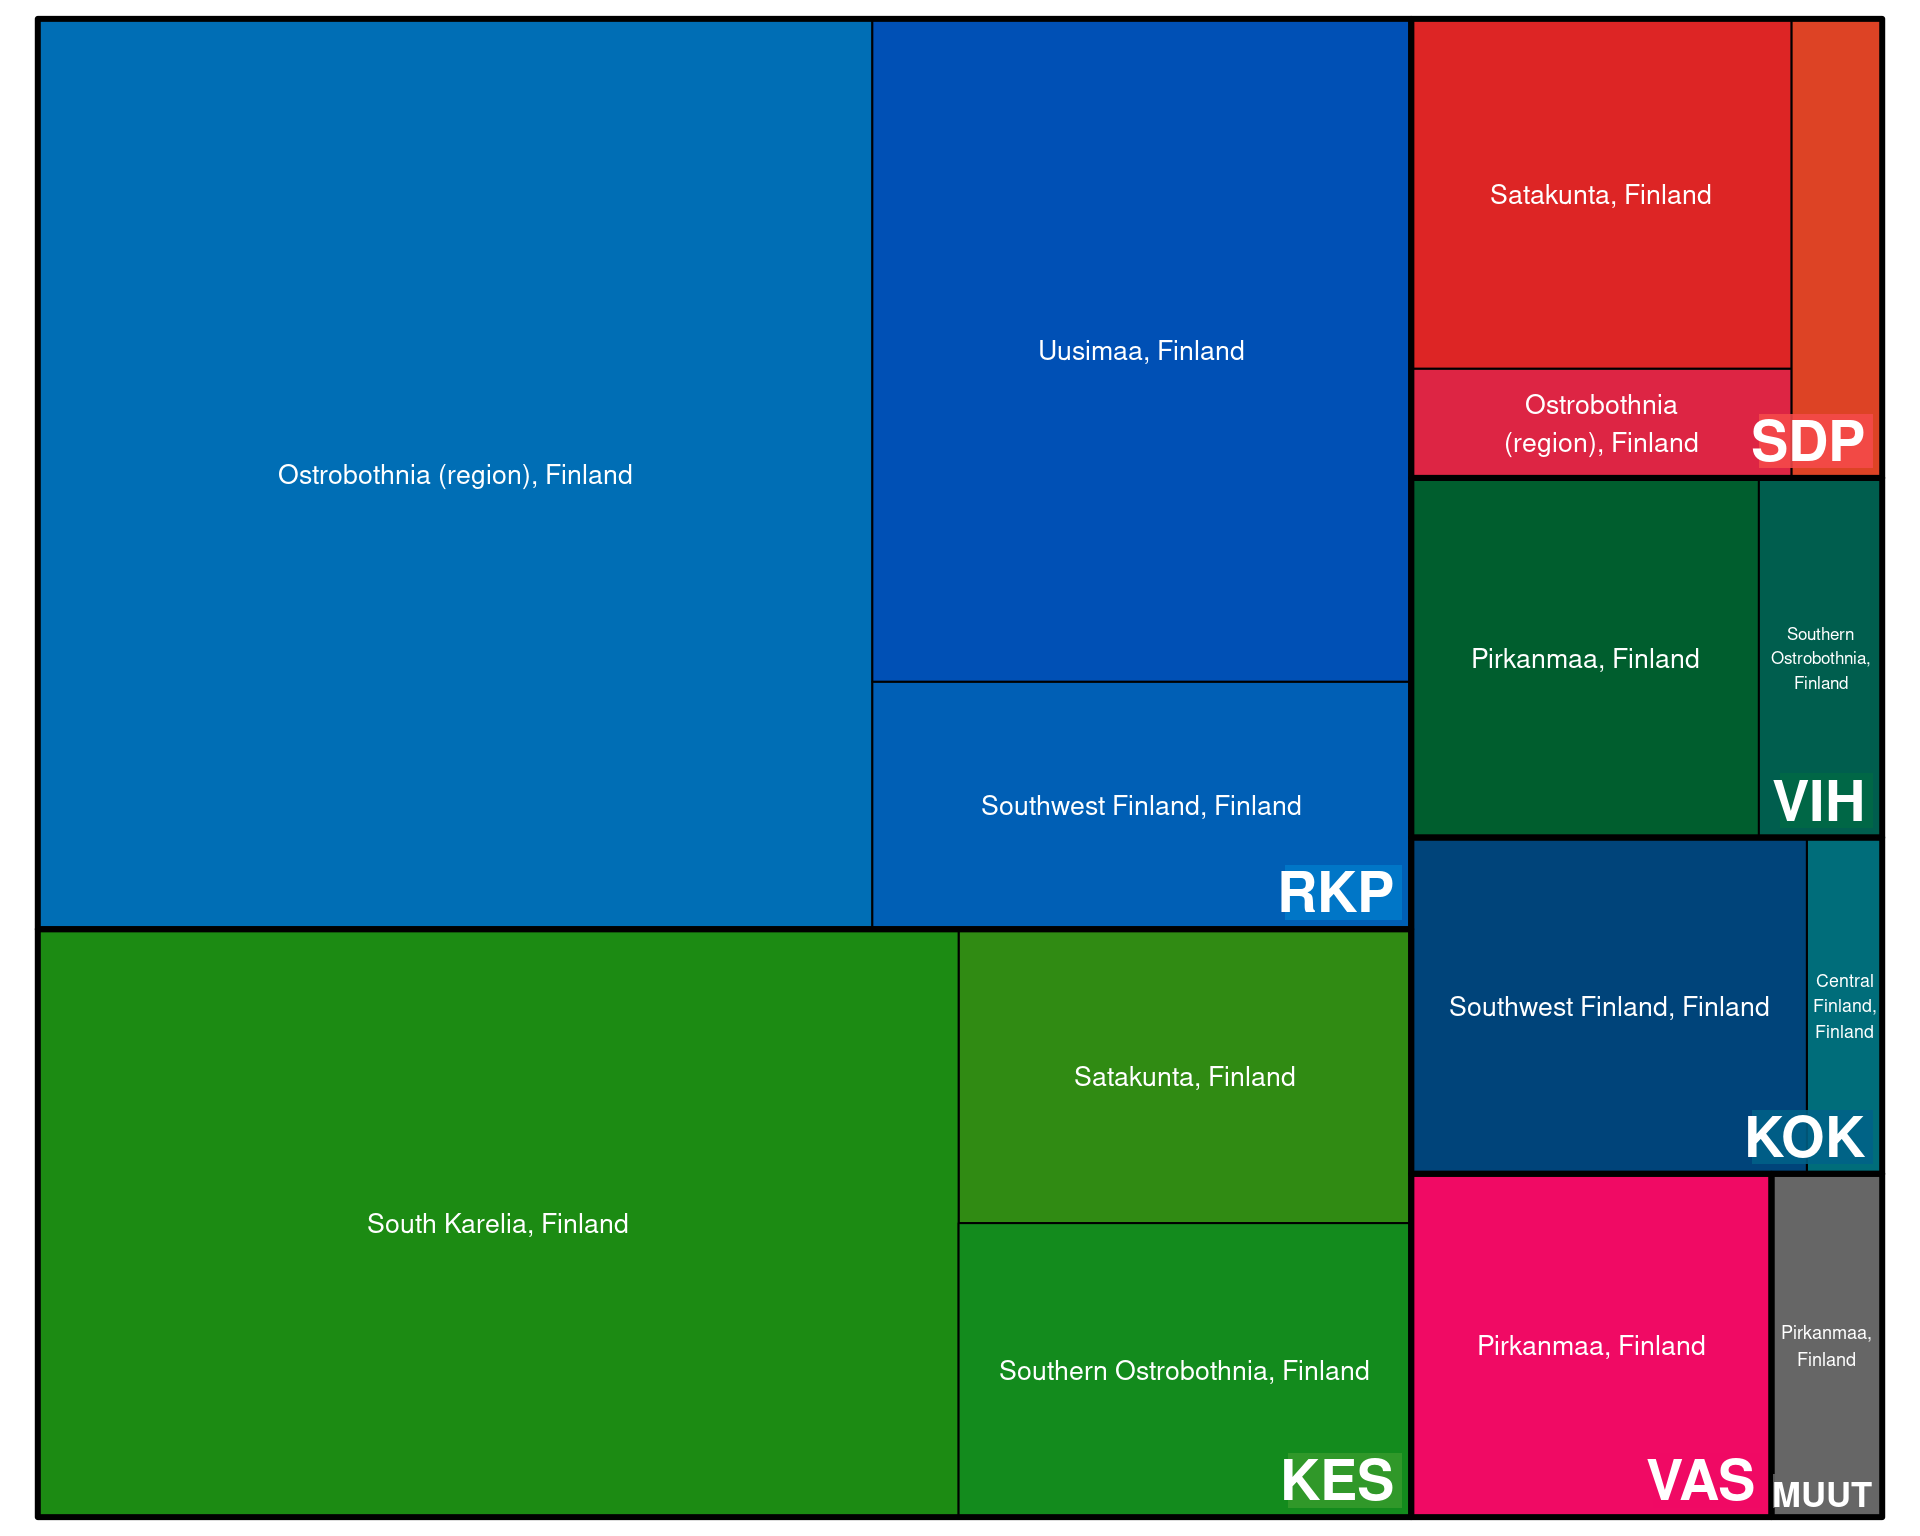 Ostrobothnia (region), Finland
Uusimaa, Finland
Southwest Finland, Finland
RKP
South Karelia, Finland
Satakunta, Finland
Southern Ostrobothnia, Finland
KES
Satakunta, Finland
Ostrobothnia
(region), Finland
SDP
Pirkanmaa, Finland
Southern
Ostrobothnia,
Finland
VIH
Southwest Finland, Finland
Central
Finland,
Finland
KOK
Pirkanmaa, Finland
VAS
Pirkanmaa,
Finland
MUUT